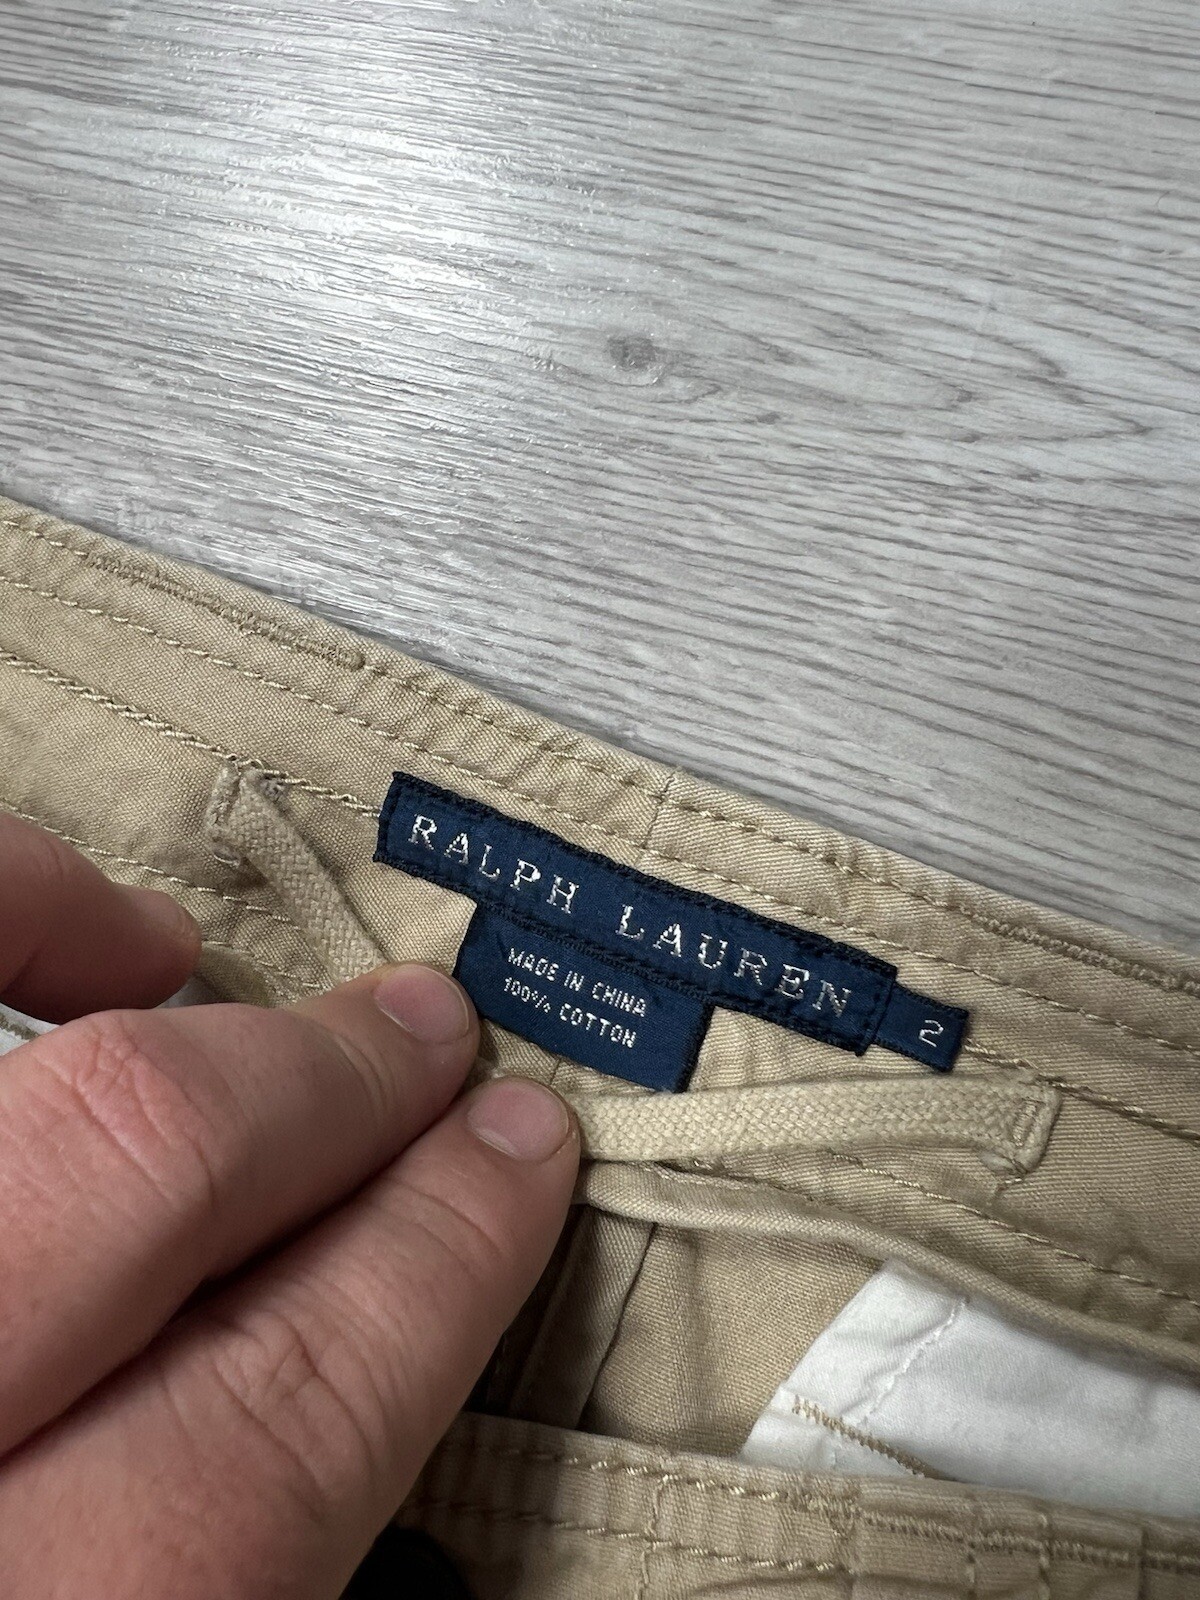 RALPH LAUREN
2
MADE IN CHINA
100% COTTON